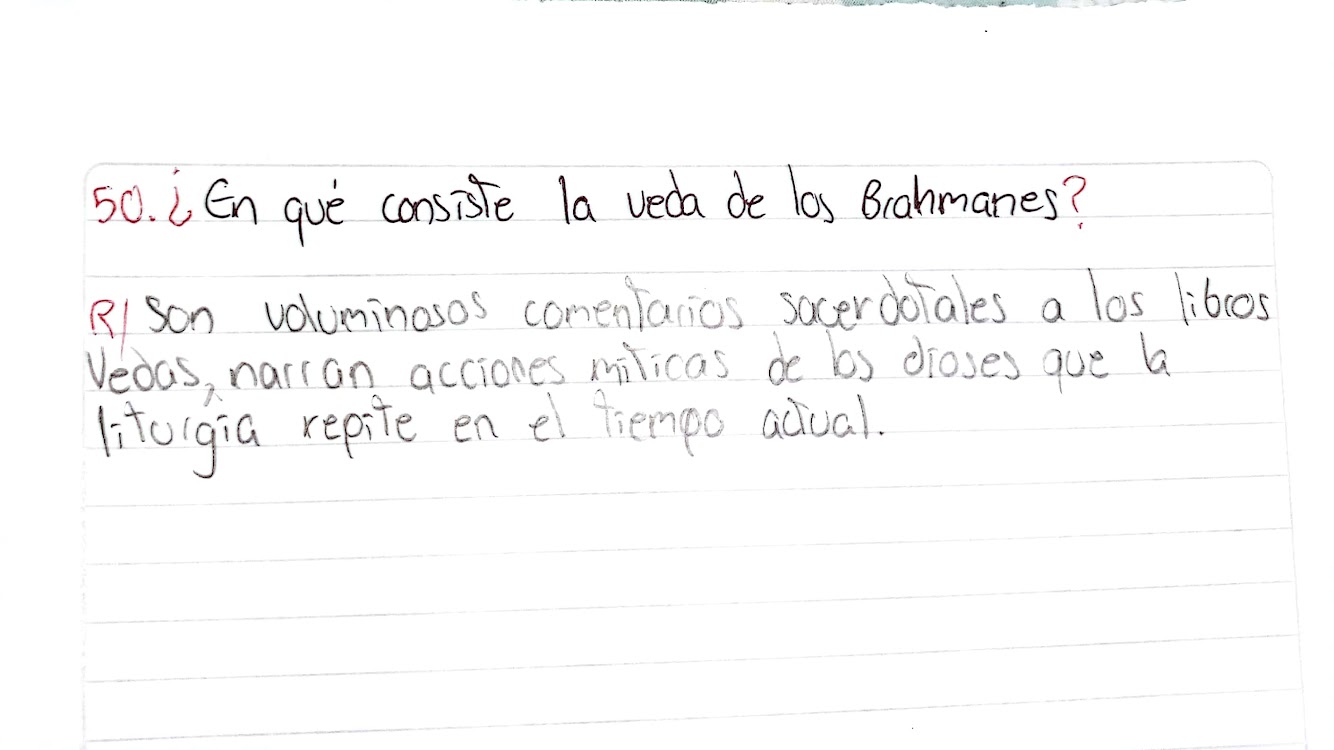 50. ¿En qué consiste la veda de los Brahmanes?
R/ Son voluminosos comentarios sacerdotales a los libros
Vedas, narran acciones míticas de los dioses que la
liturgia repite en el tiempo actual.